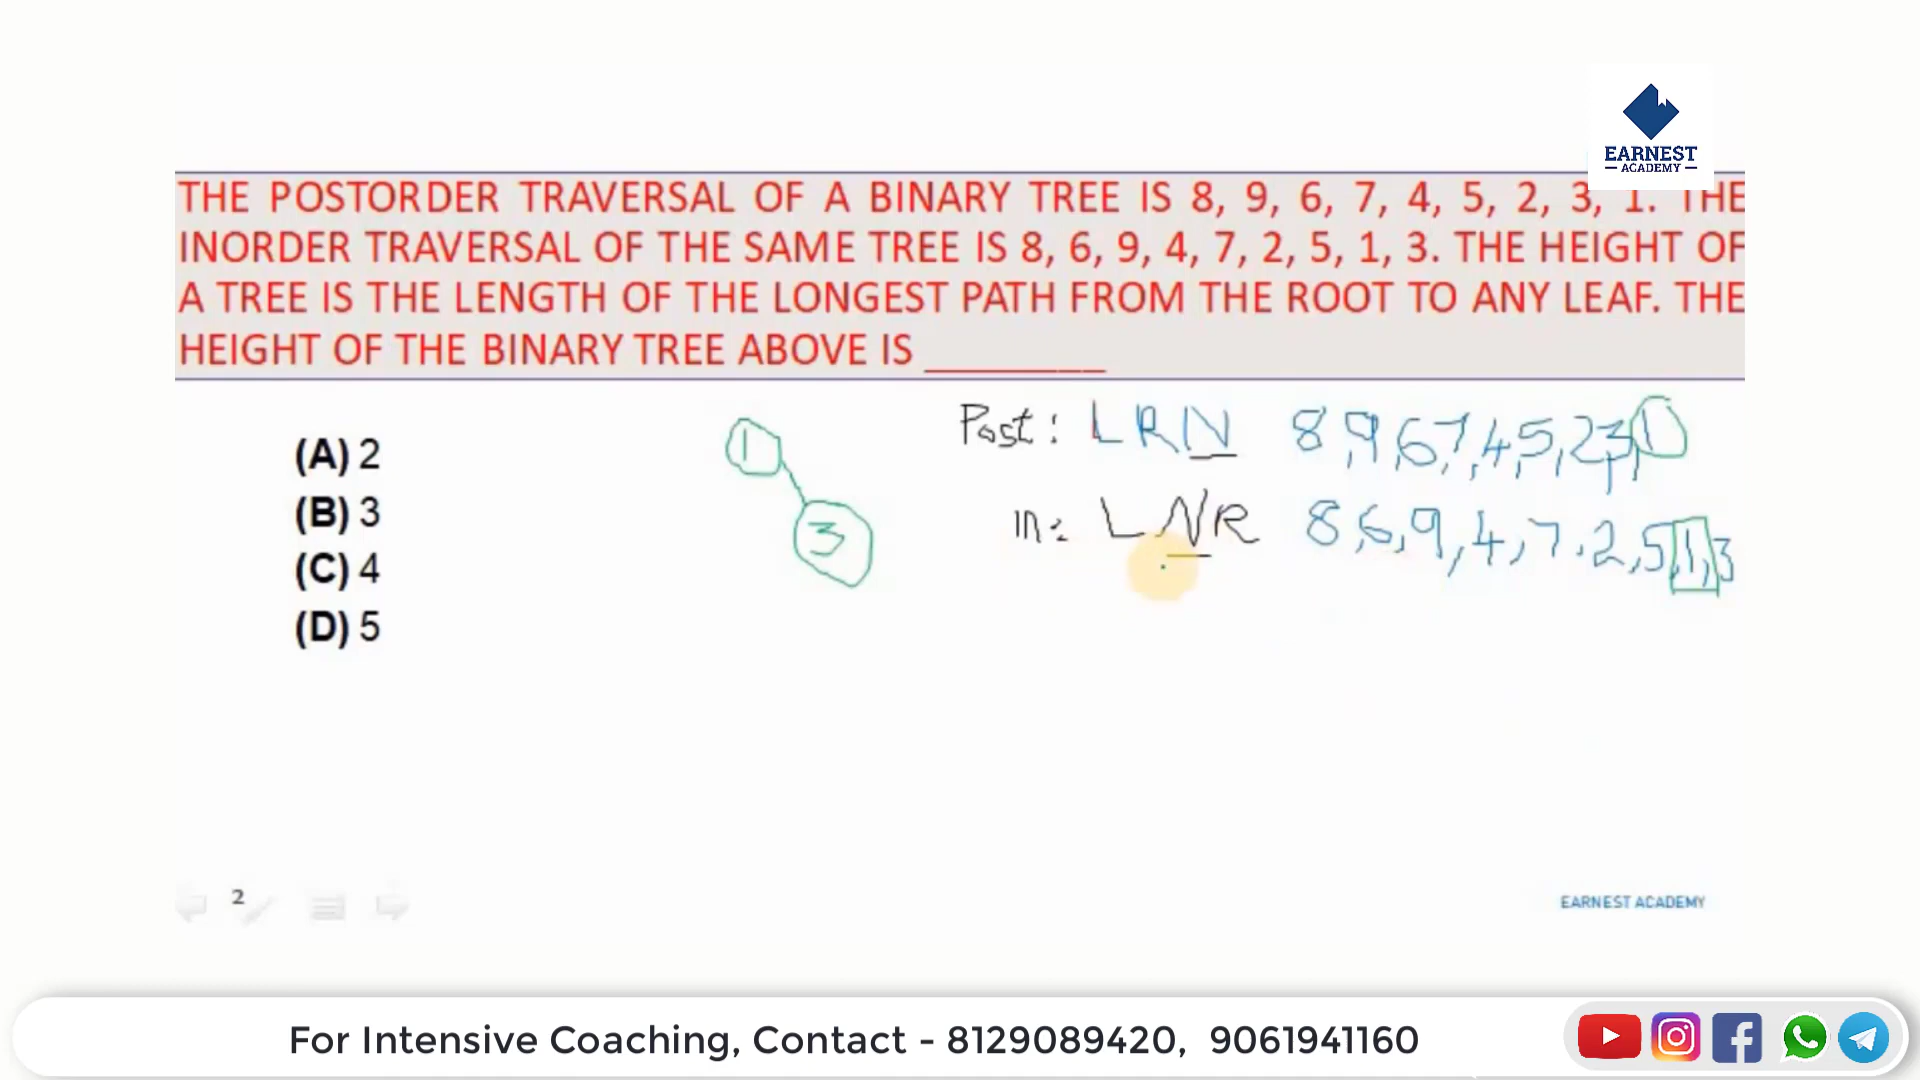 EARNEST
ACADEMY
THE POSTORDER TRAVERSAL OF A BINARY TREE IS 8, 9, 6, 7, 4, 5, 2, 3, 1. THE
INORDER TRAVERSAL OF THE SAME TREE IS 8, 6, 9, 4, 7, 2, 5, 1, 3. THE HEIGHT OF
A TREE IS THE LENGTH OF THE LONGEST PATH FROM THE ROOT TO ANY LEAF. THE
HEIGHT OF THE BINARY TREE ABOVE IS ________
(A) 2
(B) 3
(C) 4
(D) 5
1
3
Post: LRN 8,9,6,7,4,5,2,3,1
In: LNR 8,6,9,4,7,2,5,1,3
2
EARNEST ACADEMY
For Intensive Coaching, Contact - 8129089420, 9061941160